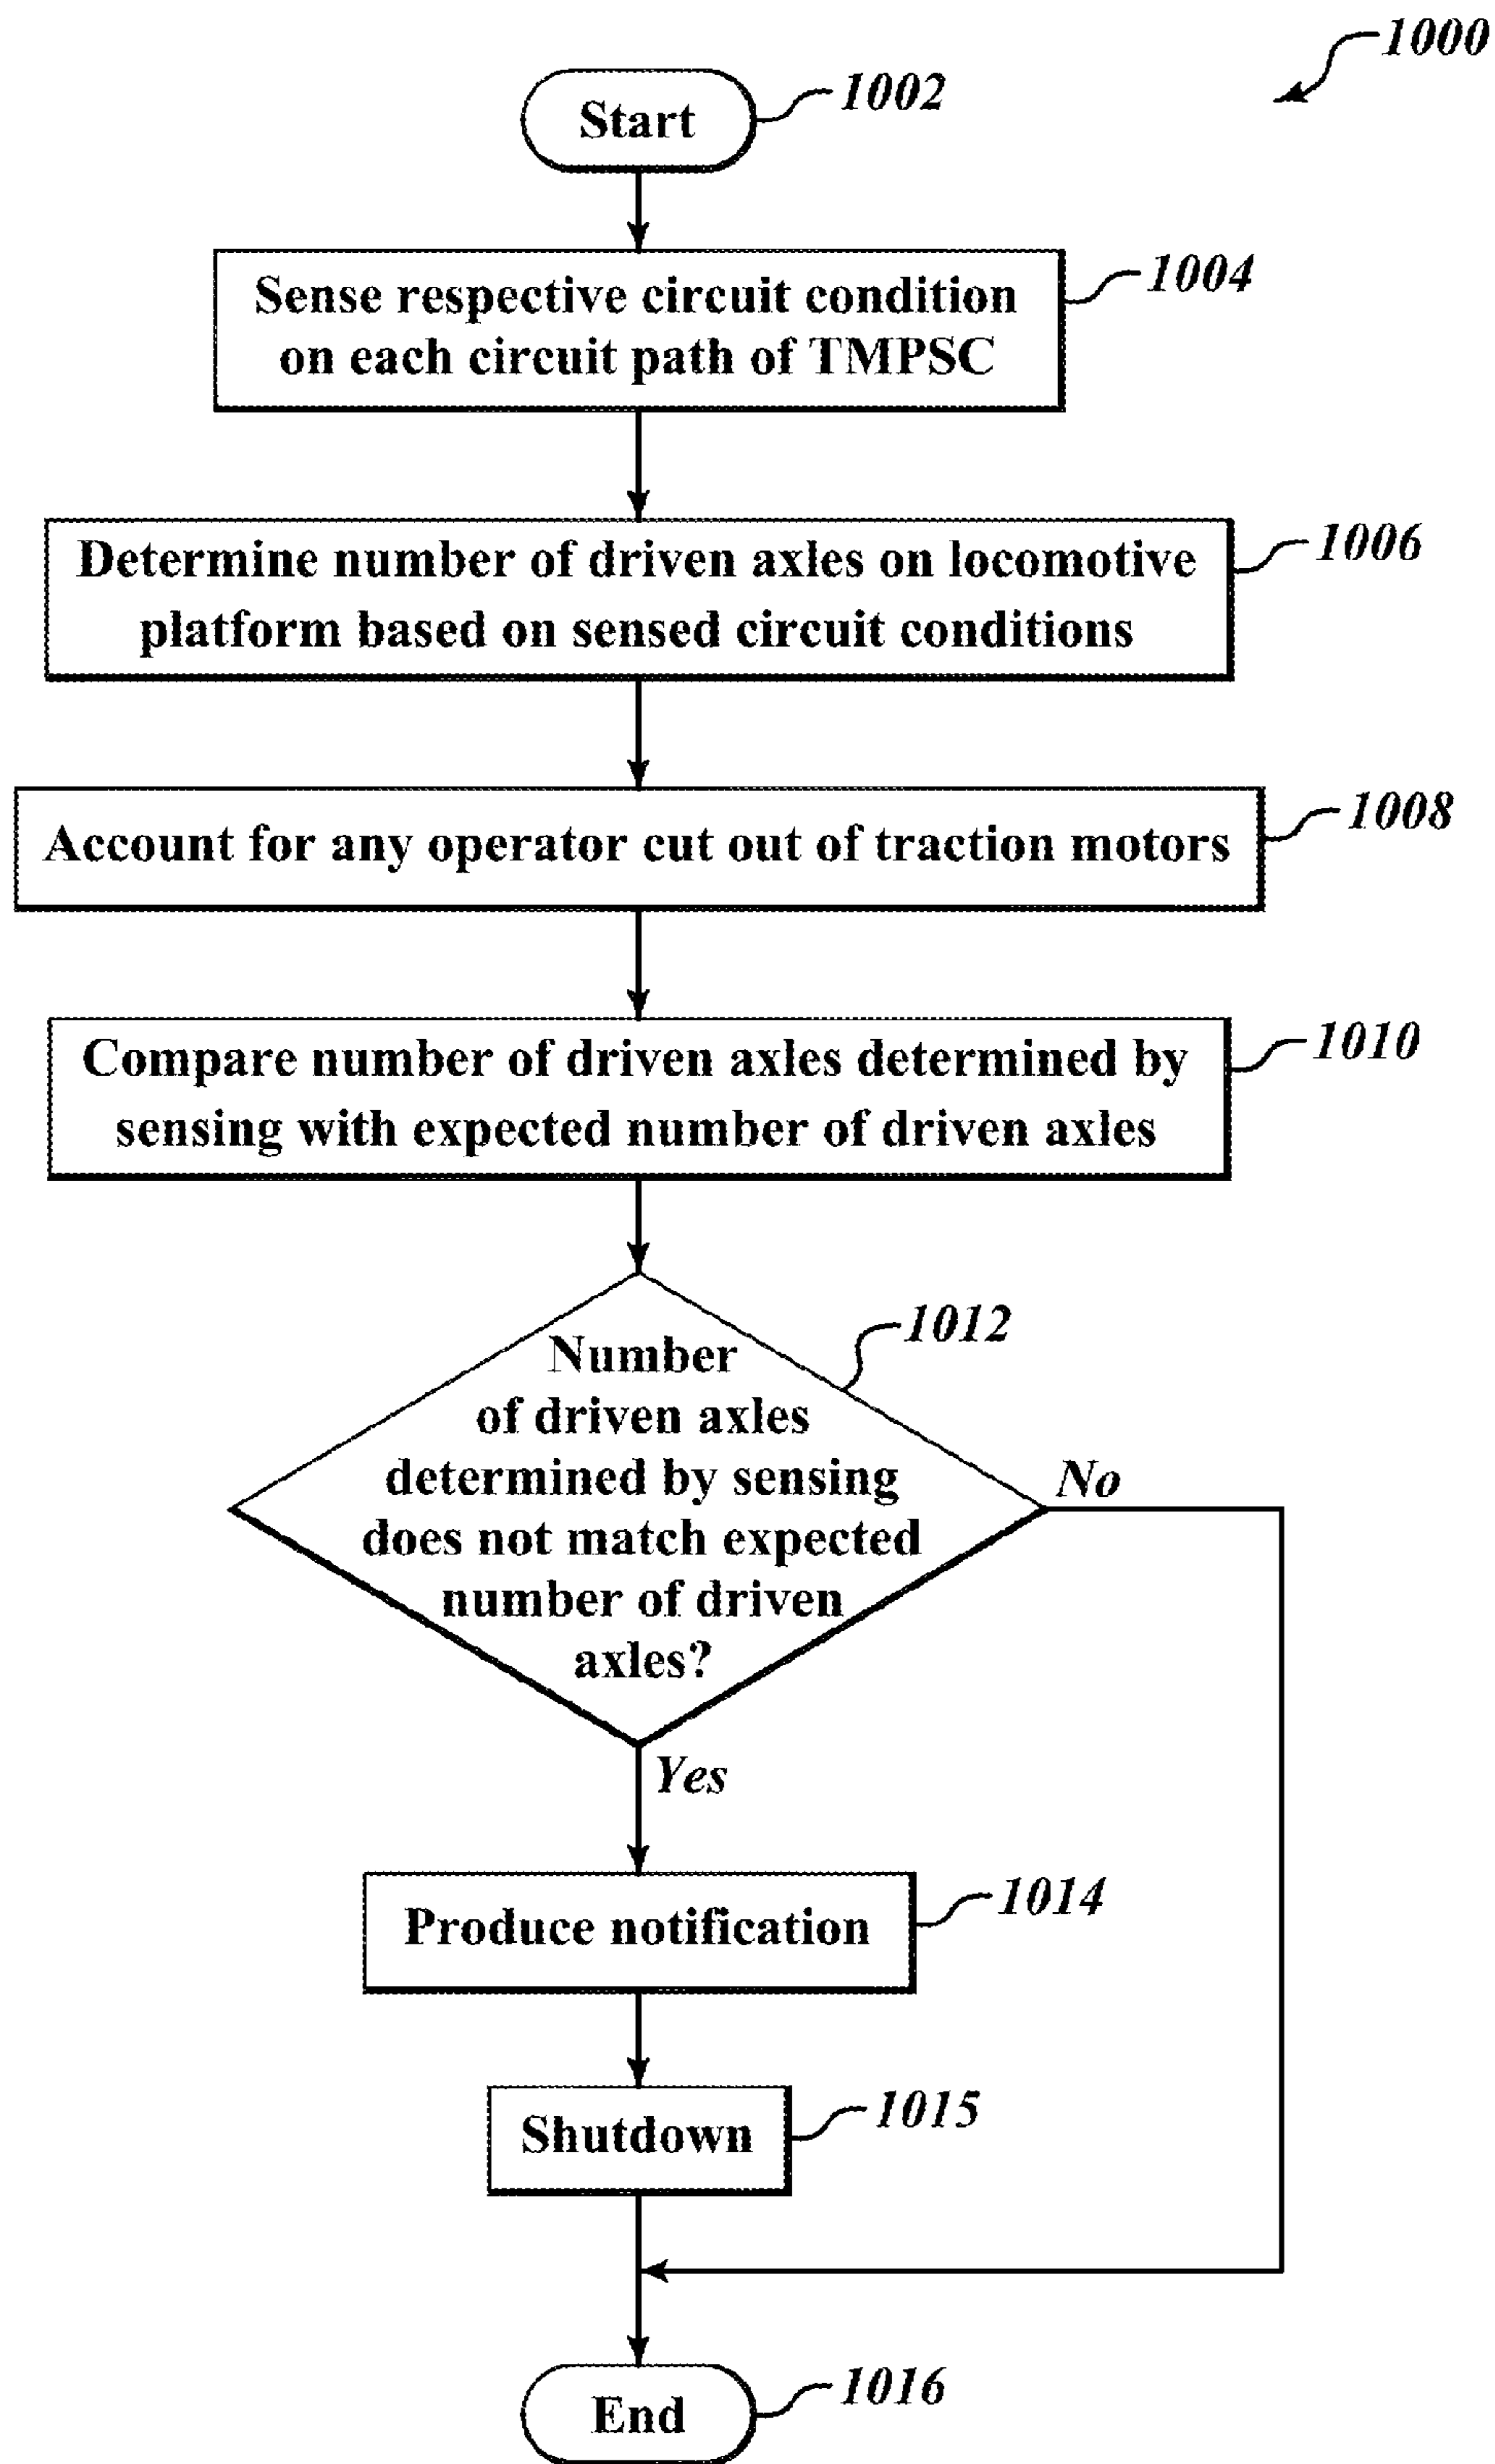 1000
Start
1002
Sense respective circuit condition
on each circuit path of TMPSC
1004
Determine number of driven axles on locomotive
platform based on sensed circuit conditions
1006
Account for any operator cut out of traction motors
1008
Compare number of driven axles determined by
sensing with expected number of driven axles
1010
Number
of driven axles
determined by sensing
does not match expected
number of driven
axles?
1012
No
Yes
Produce notification
1014
Shutdown
1015
End
1016